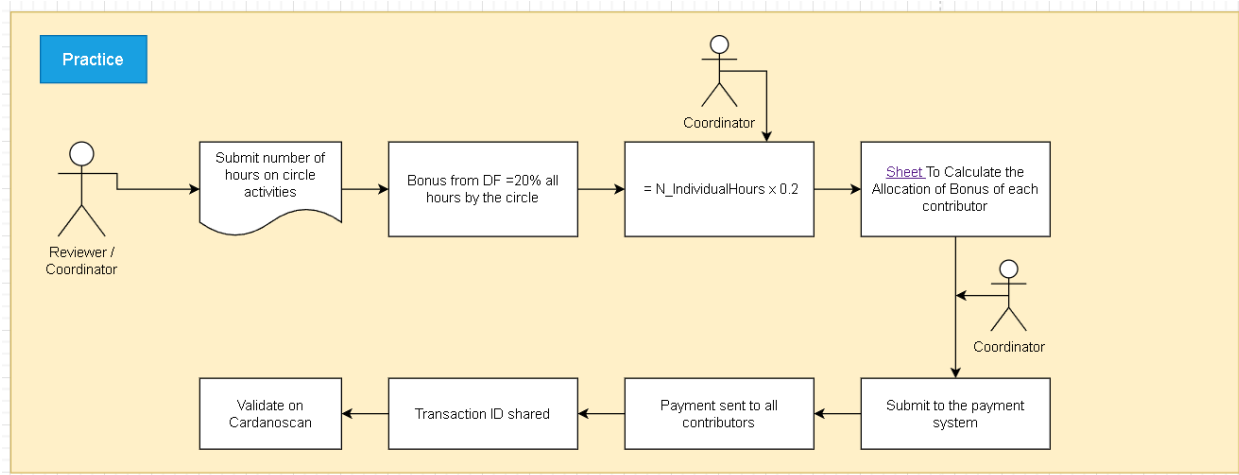 Practice
Coordinator
Reviewer /
Coordinator
Submit number of
hours on circle
activities
Bonus from DF =20% all
hours by the circle
= N_IndividualHours x 0.2
Sheet To Calculate the
Allocation of Bonus of each
contributor
Coordinator
Validate on
Cardanoscan
Transaction ID shared
Payment sent to all
contributors
Submit to the payment
system